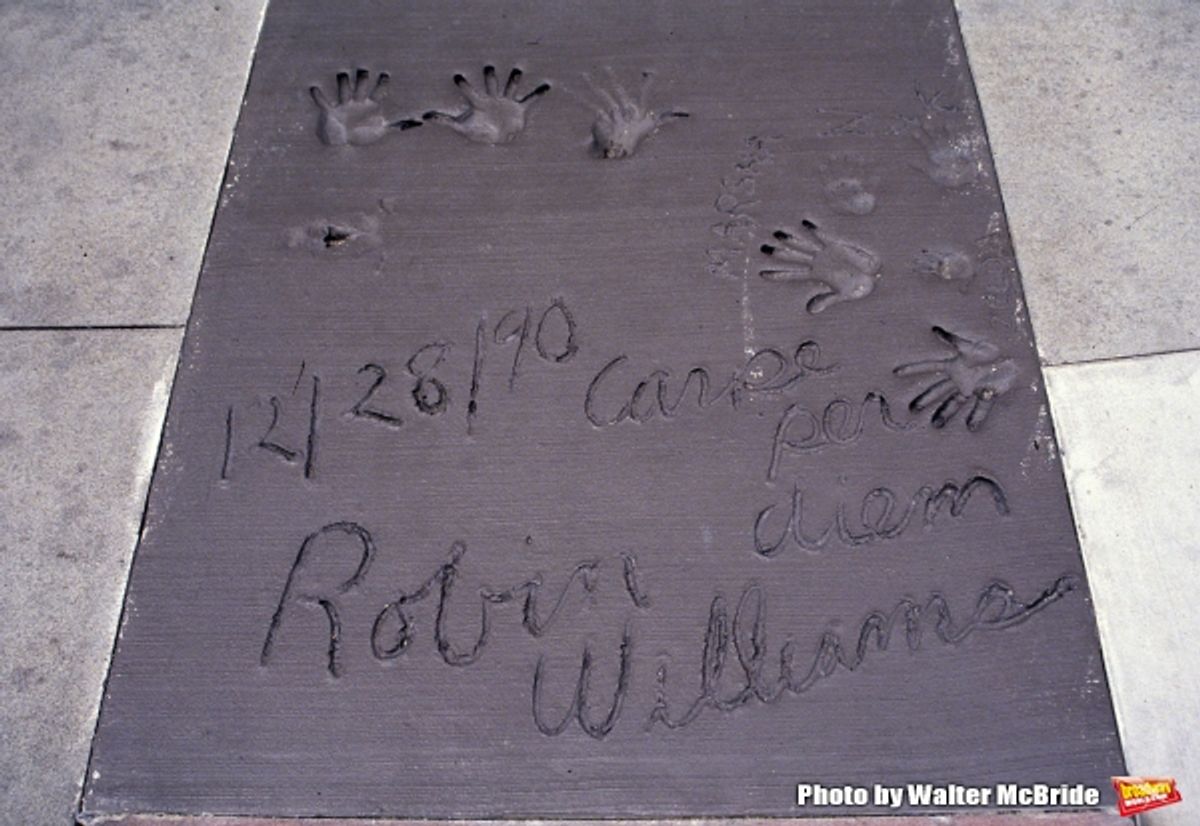 12/28/90
Carpe
per
diem
Robin
Williams
Photo by Walter McBride